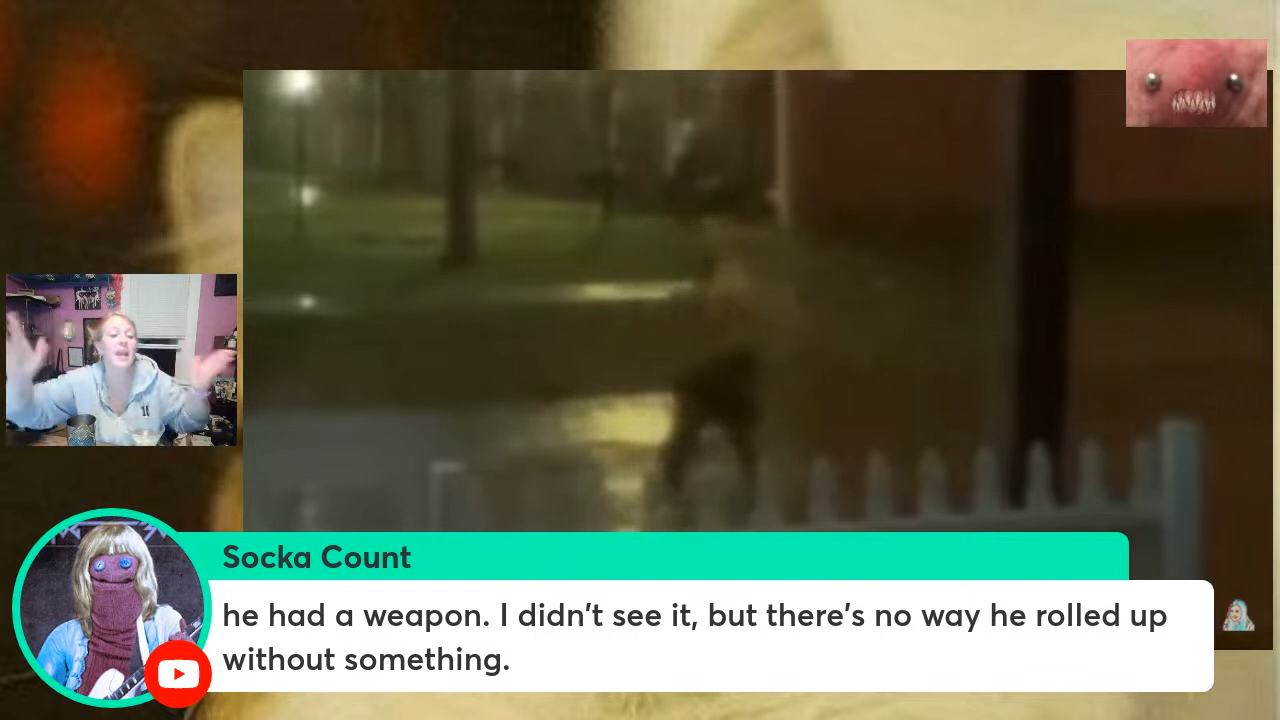 Socka Count
he had a weapon. I didn't see it, but there's no way he rolled up
without something.